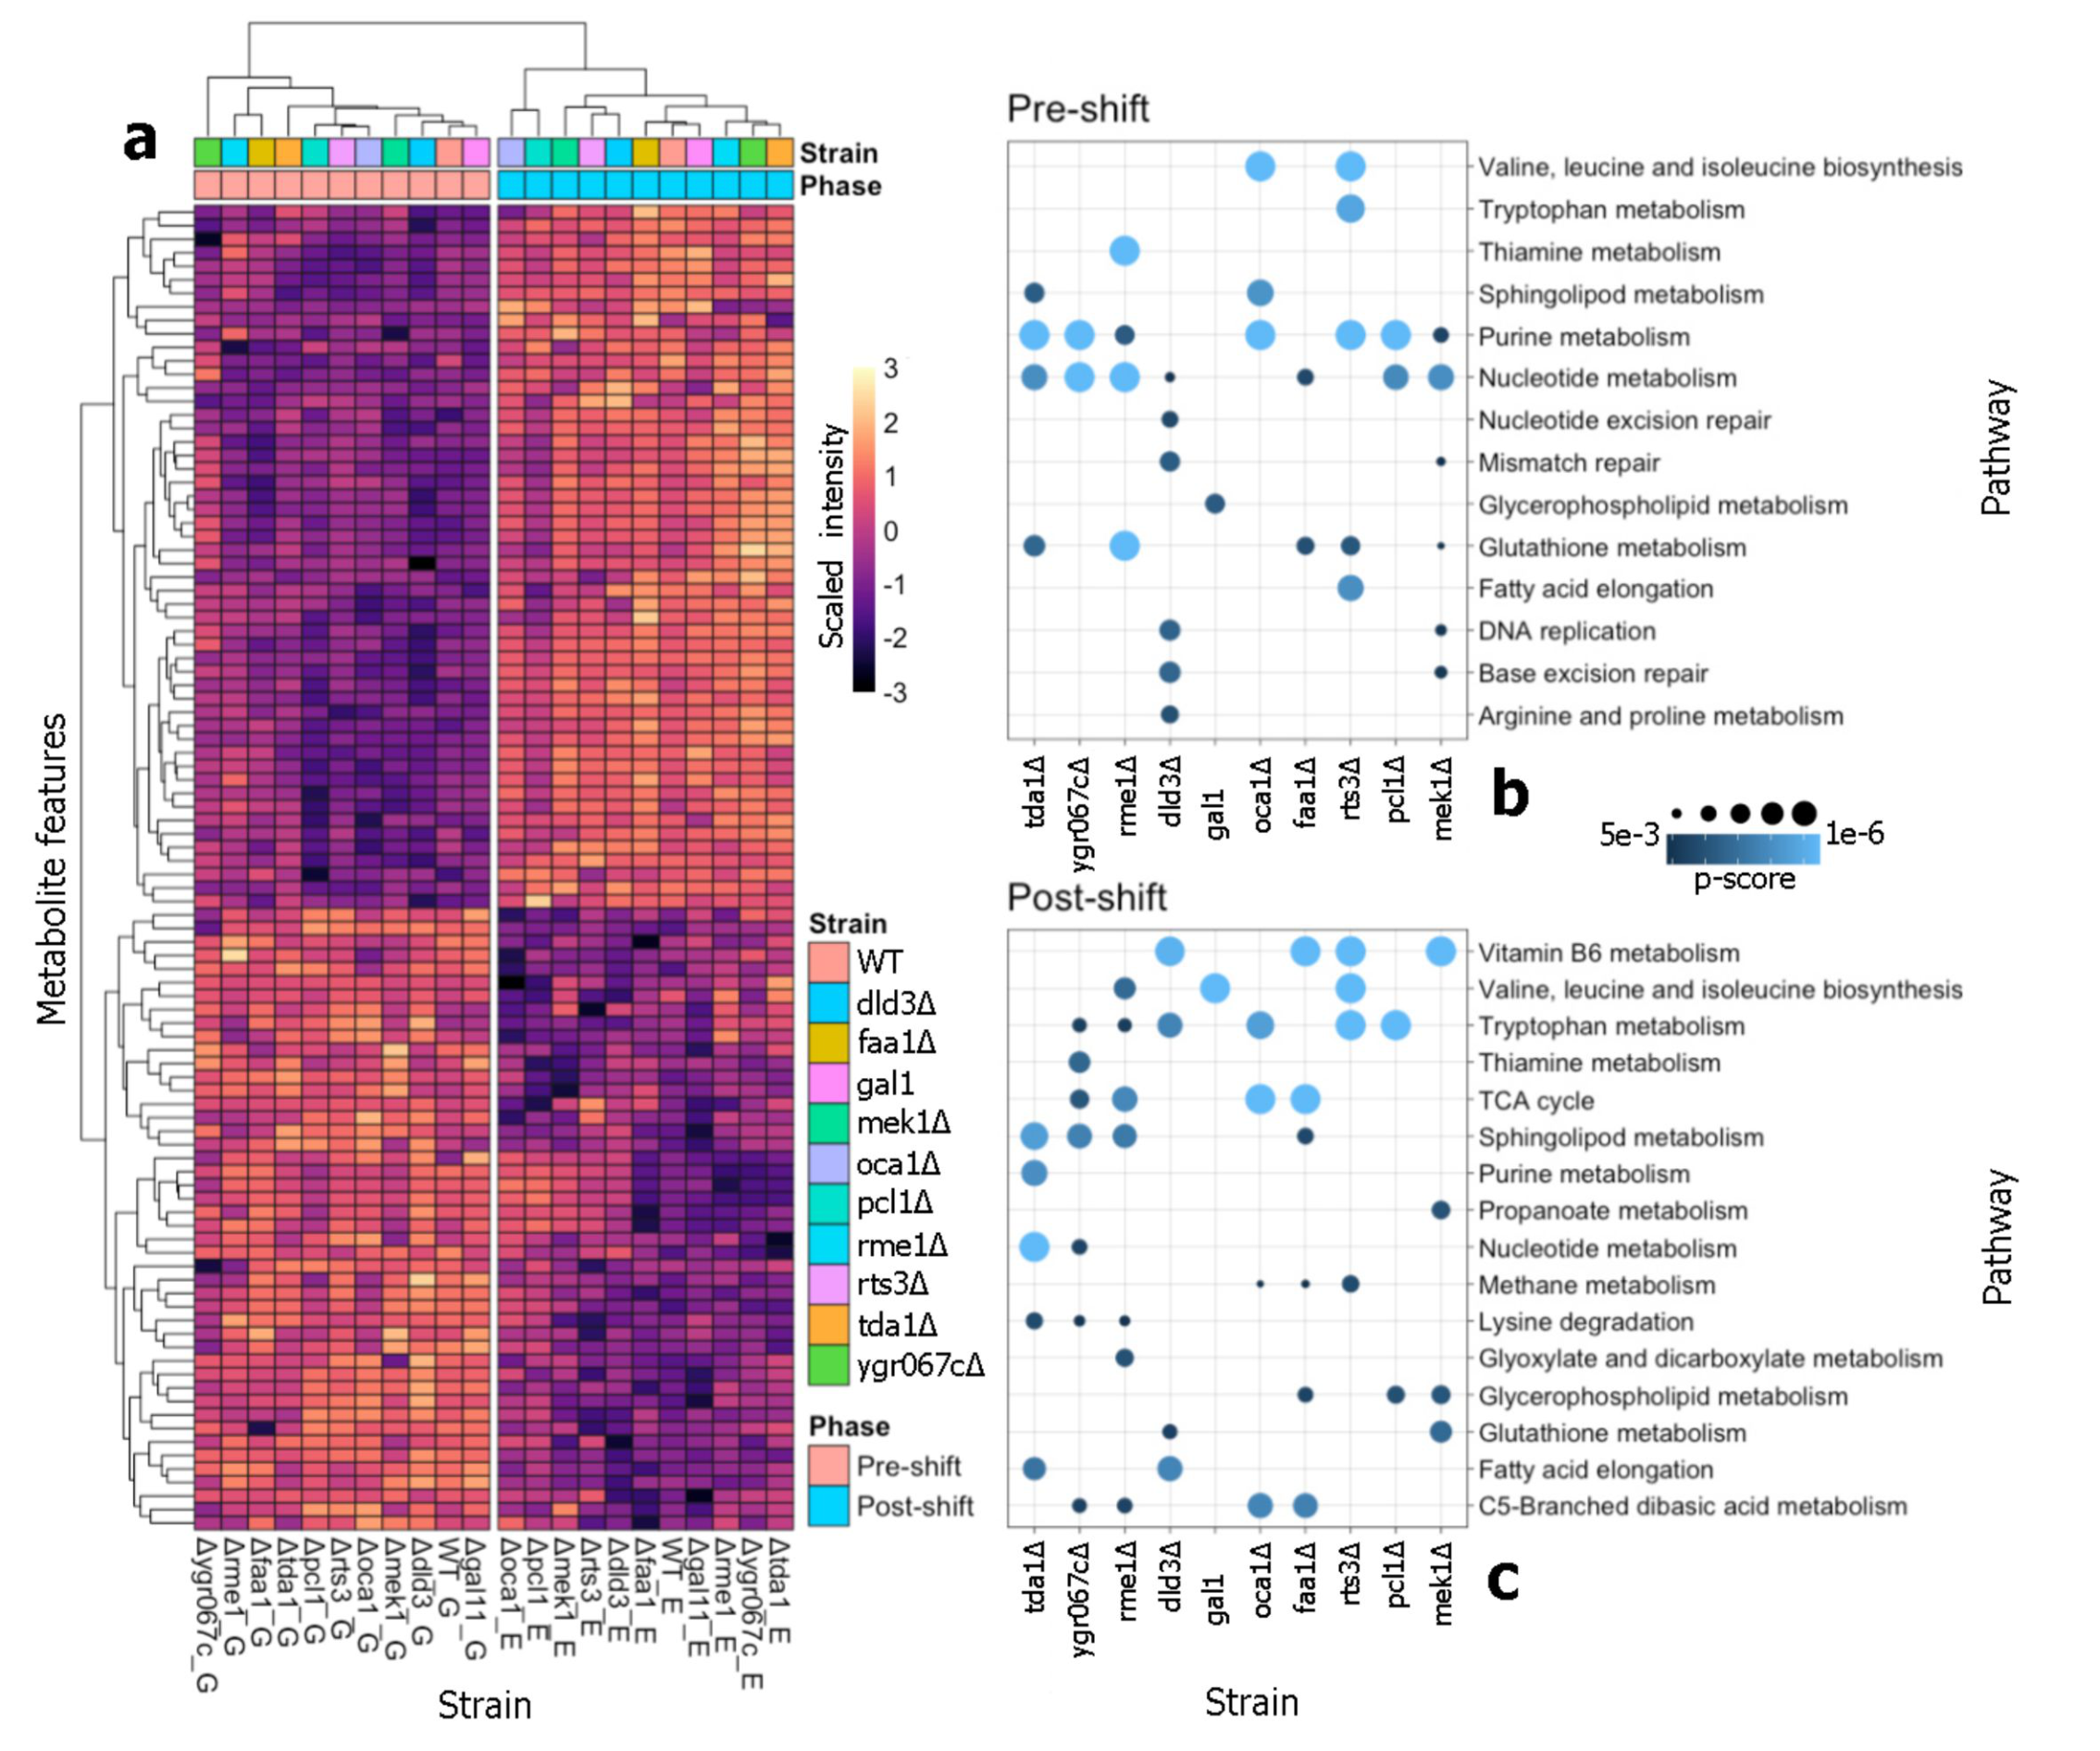 a
Strain
Phase
Scaled intensity
3
2
1
0
-1
-2
-3
Metabolite features
Strain
WT
dld3Δ
faa1Δ
gal1
mek1Δ
oca1Δ
pcl1Δ
rme1Δ
rts3Δ
tda1Δ
ygr067cΔ
Phase
Pre-shift
Post-shift
Δygr067c_G
Δrme1_G
Δfaa1_G
Δtda1_G
Δpcl1_G
Δrts3_G
Δoca1_G
Δmek1_G
Δdld3_G
WT_G
Δgal11_G
Δoca1_E
Δpcl1_E
Δmek1_E
Δrts3_E
Δdld3_E
Δfaa1_E
WT_E
Δgal11_E
Δrme1_E
Δygr067c_E
Δtda1_E
Strain
Pre-shift
Valine, leucine and isoleucine biosynthesis
Tryptophan metabolism
Thiamine metabolism
Sphingolipod metabolism
Purine metabolism
Nucleotide metabolism
Nucleotide excision repair
Mismatch repair
Glycerophospholipid metabolism
Glutathione metabolism
Fatty acid elongation
DNA replication
Base excision repair
Arginine and proline metabolism
Pathway
tda1Δ
ygr067cΔ
rme1Δ
dld3Δ
gal1
oca1Δ
faa1Δ
rts3Δ
pcl1Δ
mek1Δ
b
5e-3
1e-6
p-score
Post-shift
Vitamin B6 metabolism
Valine, leucine and isoleucine biosynthesis
Tryptophan metabolism
Thiamine metabolism
TCA cycle
Sphingolipod metabolism
Purine metabolism
Propanoate metabolism
Nucleotide metabolism
Methane metabolism
Lysine degradation
Glyoxylate and dicarboxylate metabolism
Glycerophospholipid metabolism
Glutathione metabolism
Fatty acid elongation
C5-Branched dibasic acid metabolism
Pathway
tda1Δ
ygr067cΔ
rme1Δ
dld3Δ
gal1
oca1Δ
faa1Δ
rts3Δ
pcl1Δ
mek1Δ
c
Strain